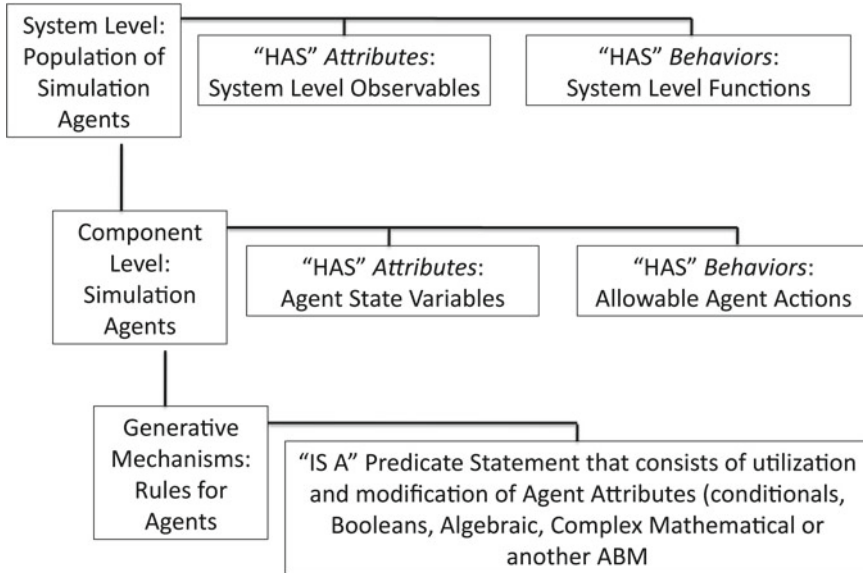 System Level:
Population of
Simulation
Agents
“HAS” Attributes:
System Level Observables
“HAS” Behaviors:
System Level Functions
Component
Level:
Simulation
Agents
“HAS” Attributes:
Agent State Variables
“HAS” Behaviors:
Allowable Agent Actions
Generative
Mechanisms:
Rules for
Agents
“IS A” Predicate Statement that consists of utilization
and modification of Agent Attributes (conditionals,
Booleans, Algebraic, Complex Mathematical or
another ABM